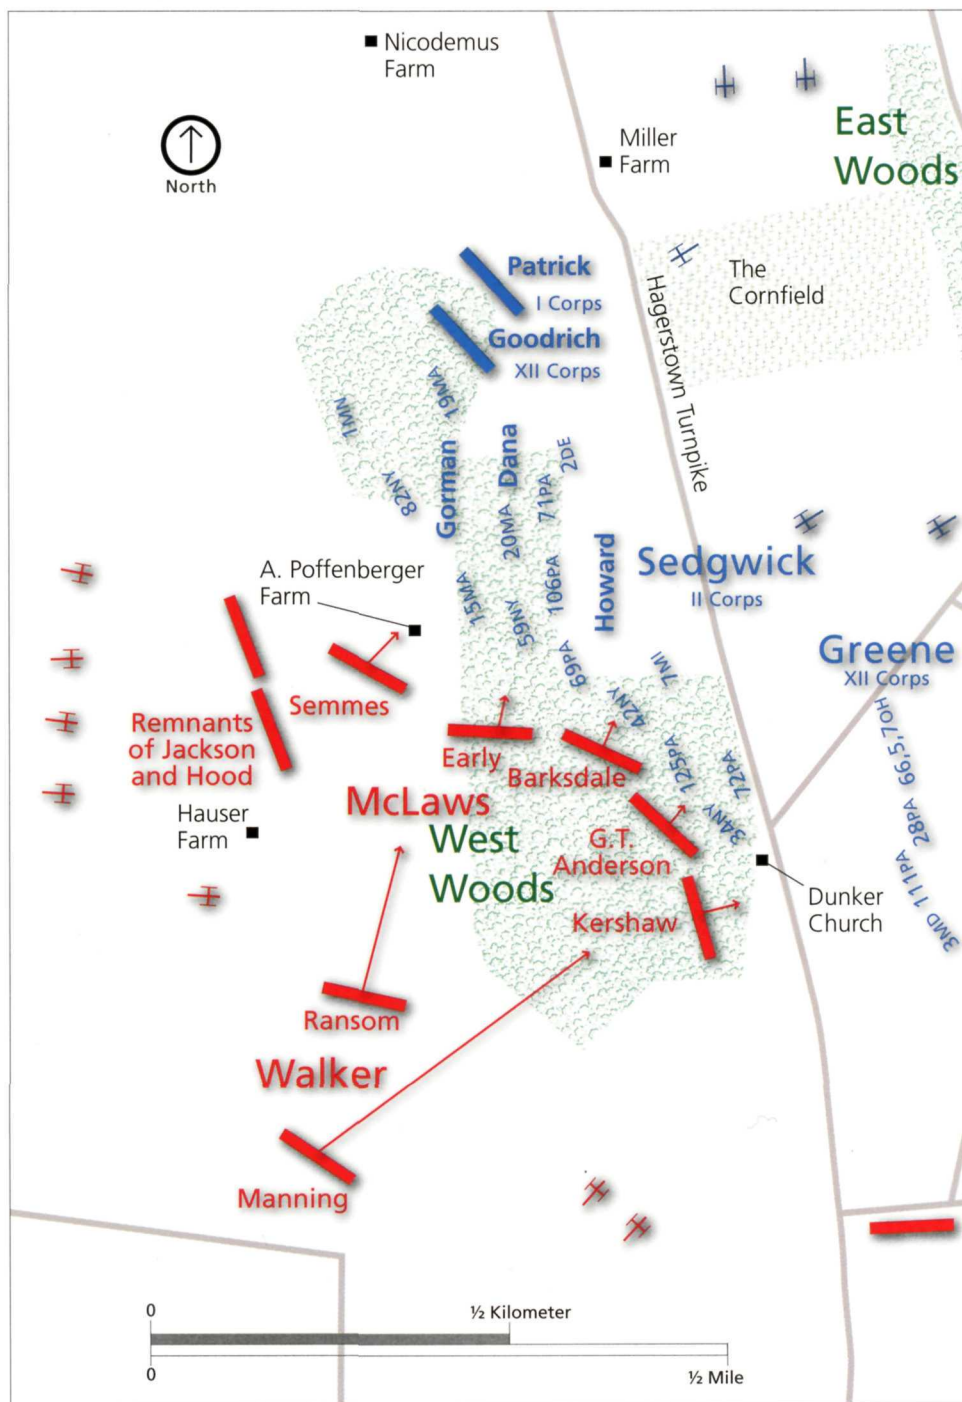 Nicodemus
Farm
North
Miller
Farm
East
Woods
The
Cornfield
Hagerstown Turnpike
Patrick
I Corps
Goodrich
XII Corps
19MA
1MN
82NY
Gorman
Dana
2DE
71PA
20MA
15MA
59NY
106PA
Howard
69PA
Sedgwick
II Corps
Greene
XII Corps
66,5,7OH
28PA
111PA
3MD
7MI
42NY
125PA
72PA
34NY
A. Poffenberger
Farm
Semmes
Remnants
of Jackson
and Hood
Early
Barksdale
McLaws
Hauser
Farm
West
Woods
G.T.
Anderson
Kershaw
Dunker
Church
Ransom
Walker
Manning
0
½ Kilometer
0
½ Mile